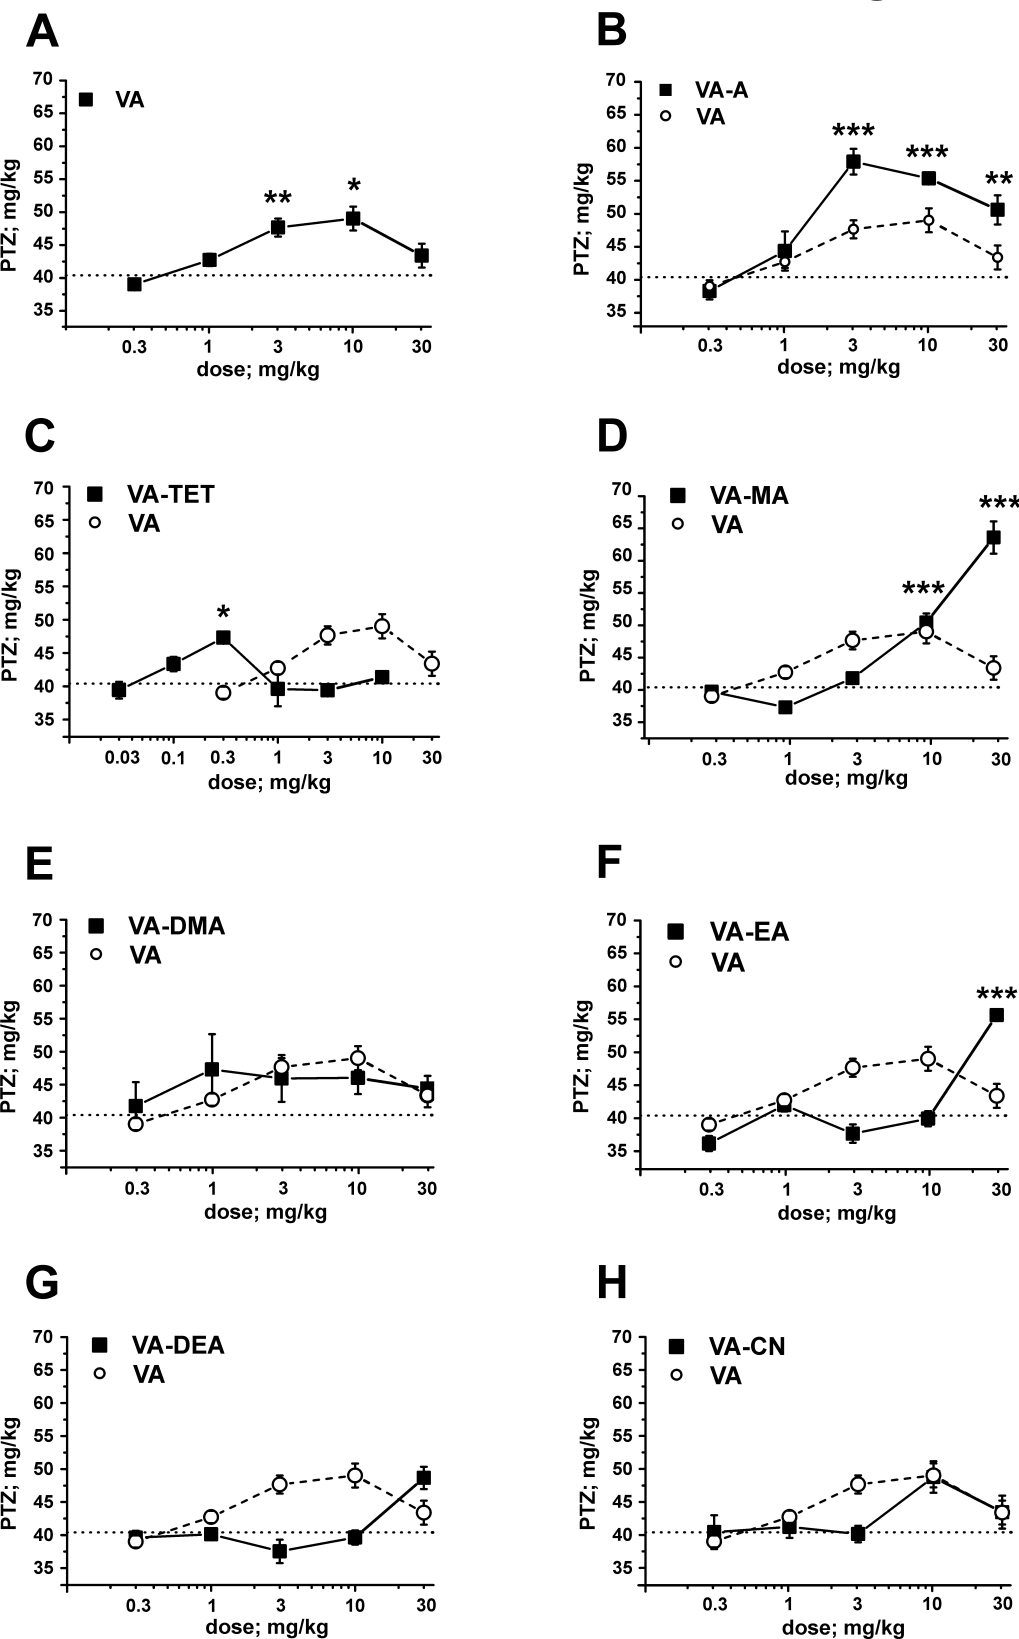 A
VA
**
*
70
65
60
55
50
45
40
35
PTZ; mg/kg
0.3 1 3 10 30
dose; mg/kg
B
VA-A
VA
***
***
**
70
65
60
55
50
45
40
35
PTZ; mg/kg
0.3 1 3 10 30
dose; mg/kg
C
VA-TET
VA
*
70
65
60
55
50
45
40
35
PTZ; mg/kg
0.03 0.1 0.3 1 3 10 30
dose; mg/kg
D
VA-MA
VA
***
***
70
65
60
55
50
45
40
35
PTZ; mg/kg
0.3 1 3 10 30
dose; mg/kg
E
VA-DMA
VA
70
65
60
55
50
45
40
35
PTZ; mg/kg
0.3 1 3 10 30
dose; mg/kg
F
VA-EA
VA
***
70
65
60
55
50
45
40
35
PTZ; mg/kg
0.3 1 3 10 30
dose; mg/kg
G
VA-DEA
VA
70
65
60
55
50
45
40
35
PTZ; mg/kg
0.3 1 3 10 30
dose; mg/kg
H
VA-CN
VA
70
65
60
55
50
45
40
35
PTZ; mg/kg
0.3 1 3 10 30
dose; mg/kg